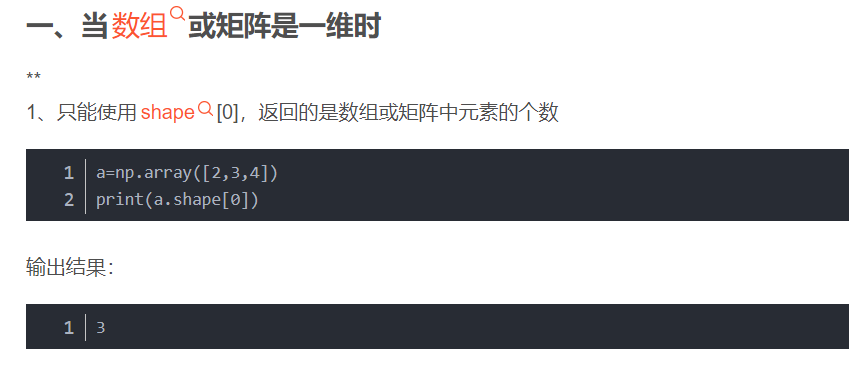 一、当数组或矩阵是一维时
**
1、只能使用shape[0]，返回的是数组或矩阵中元素的个数
1 a=np.array([2,3,4])
2 print(a.shape[0])
输出结果：
1 3